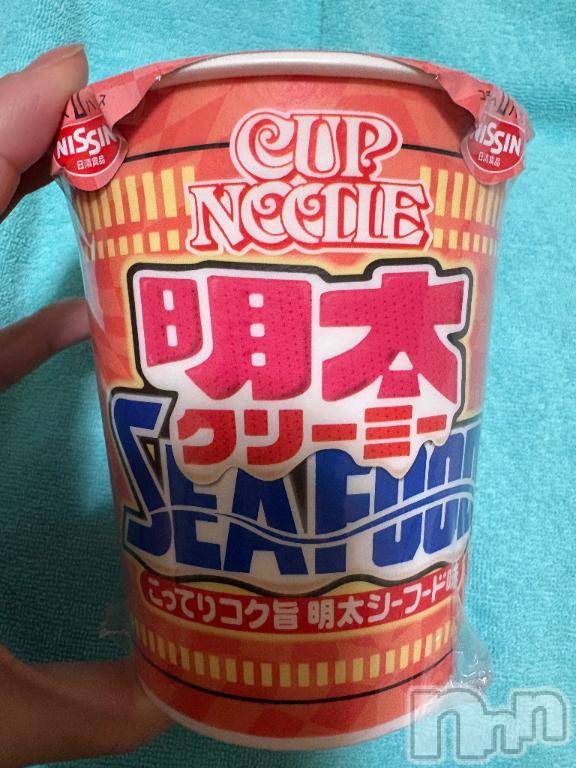 NISSIN
日清食品
NISSIN
日清食品
CUP
NOODLE
明太
クリーミー
SEAFOOD
こってりコク旨 明太シーフード味
nnn